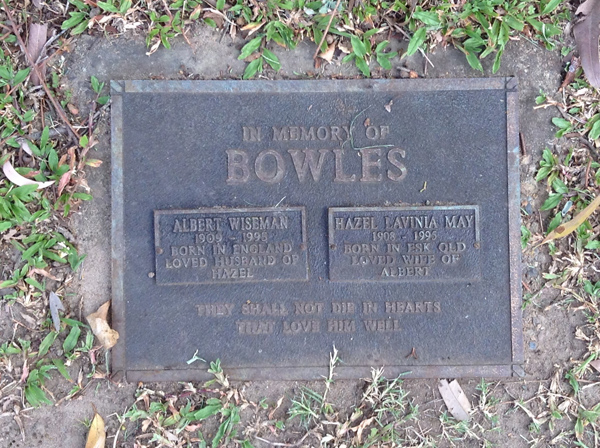 IN MEMORY OF
BOWLES
ALBERT WISEMAN
1909 - 1995
BORN IN ENGLAND
LOVED HUSBAND OF
HAZEL
HAZEL LAVINIA MAY
1908 - 1995
BORN IN ESK QLD
LOVED WIFE OF
ALBERT
THEY SHALL NOT DIE IN HEARTS
THAT LOVE HIM WELL